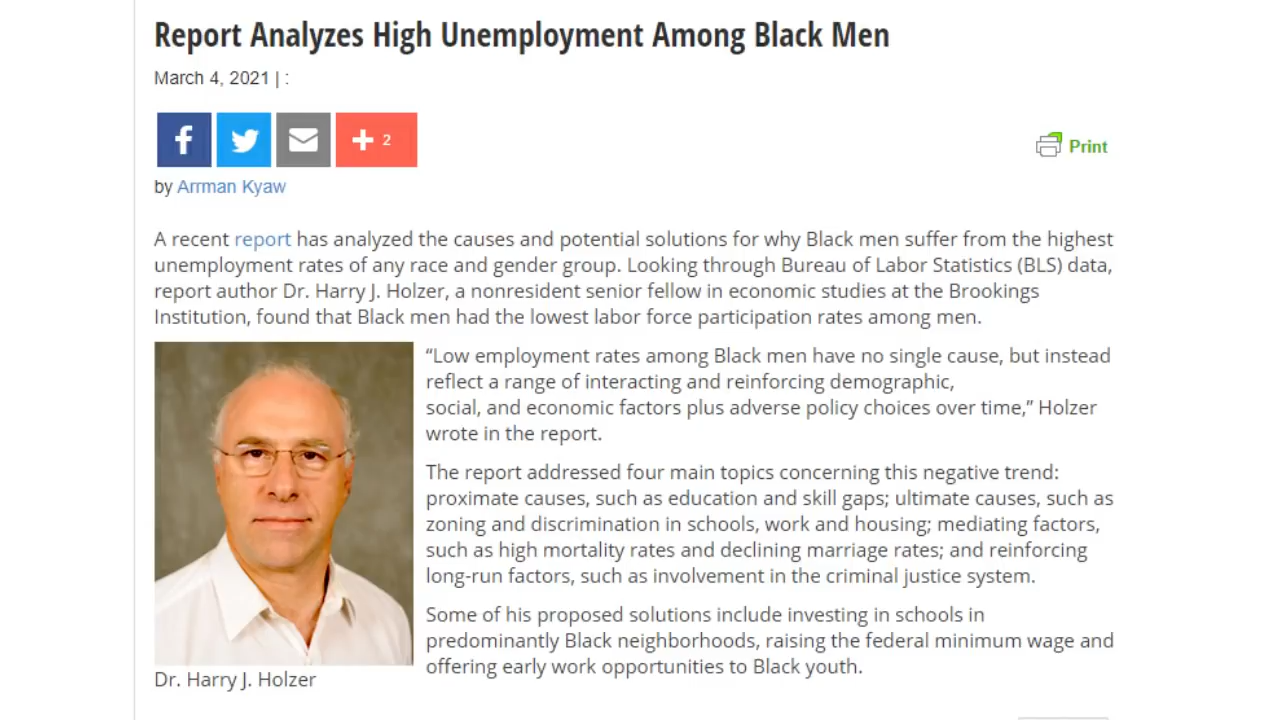 Report Analyzes High Unemployment Among Black Men
March 4, 2021 | :
f
+ 2
Print
by Arrman Kyaw
A recent report has analyzed the causes and potential solutions for why Black men suffer from the highest
unemployment rates of any race and gender group. Looking through Bureau of Labor Statistics (BLS) data,
report author Dr. Harry J. Holzer, a nonresident senior fellow in economic studies at the Brookings
Institution, found that Black men had the lowest labor force participation rates among men.
“Low employment rates among Black men have no single cause, but instead
reflect a range of interacting and reinforcing demographic,
social, and economic factors plus adverse policy choices over time,” Holzer
wrote in the report.
The report addressed four main topics concerning this negative trend:
proximate causes, such as education and skill gaps; ultimate causes, such as
zoning and discrimination in schools, work and housing; mediating factors,
such as high mortality rates and declining marriage rates; and reinforcing
long-run factors, such as involvement in the criminal justice system.
Some of his proposed solutions include investing in schools in
predominantly Black neighborhoods, raising the federal minimum wage and
offering early work opportunities to Black youth.
Dr. Harry J. Holzer